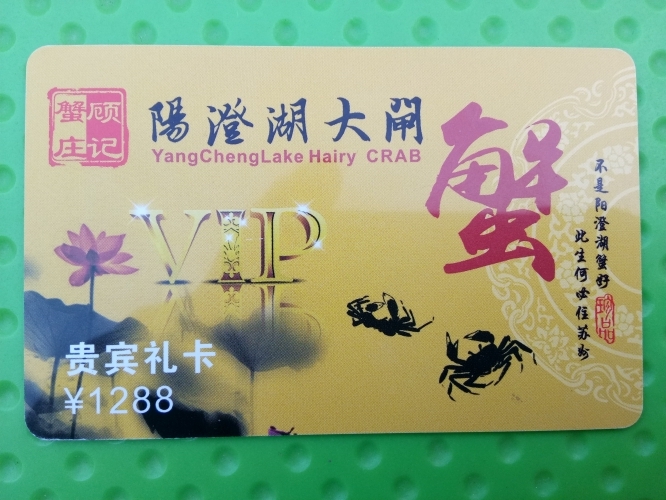 顾记
蟹庄
陽澄湖大閘
蟹
YangChengLake Hairy CRAB
VIP
不是阳澄湖蟹好
此生何必住苏州
贵宾礼卡
¥1288